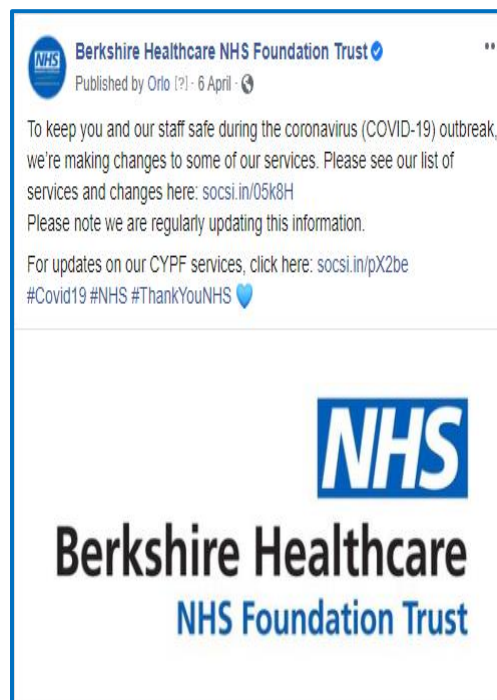 NHS
Berkshire Healthcare NHS Foundation Trust
Published by Orlo [?] · 6 April ·
To keep you and our staff safe during the coronavirus (COVID-19) outbreak,
we're making changes to some of our services. Please see our list of
services and changes here: socsi.in/05k8H
Please note we are regularly updating this information.
For updates on our CYPF services, click here: socsi.in/pX2be
#Covid19 #NHS #ThankYouNHS 💙
NHS
Berkshire Healthcare
NHS Foundation Trust